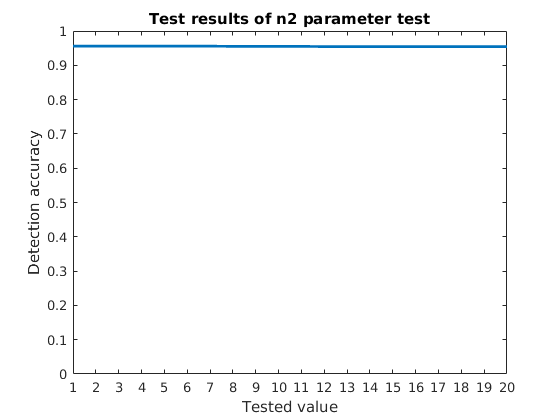 Test results of n2 parameter test
1
0.9
0.8
0.7
0.6
0.5
0.4
0.3
0.2
0.1
0
Detection accuracy
1 2 3 4 5 6 7 8 9 10 11 12 13 14 15 16 17 18 19 20
Tested value